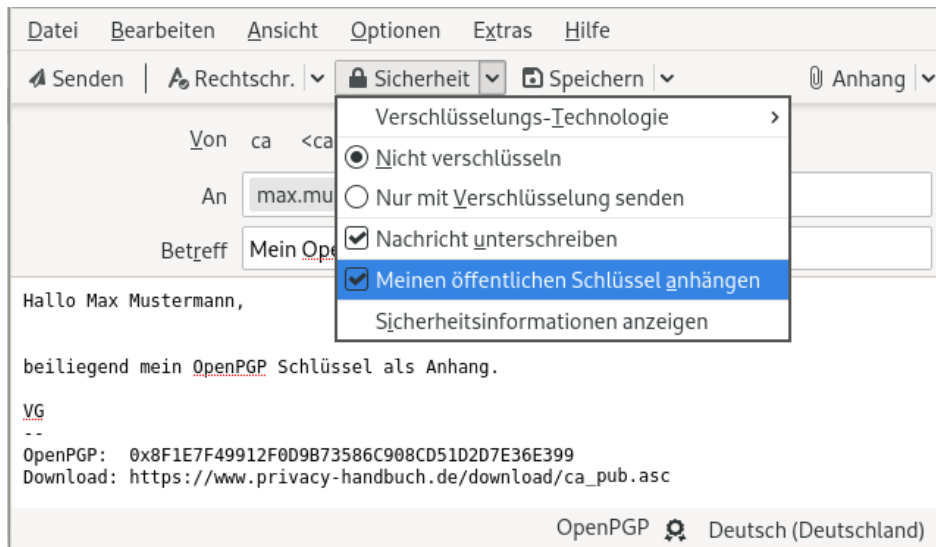 Datei Bearbeiten Ansicht Optionen Extras Hilfe
Senden Rechtschr. Sicherheit Speichern Anhang
Verschlüsselungs-Technologie
Von ca <ca
Nicht verschlüsseln
An max.mu
Nur mit Verschlüsselung senden
Nachricht unterschreiben
Betreff Mein Ope
Meinen öffentlichen Schlüssel anhängen
Sicherheitsinformationen anzeigen
Hallo Max Mustermann,
beiliegend mein OpenPGP Schlüssel als Anhang.
VG
--
OpenPGP: 0x8F1E7F49912F0D9B73586C908CD51D2D7E36E399
Download: https://www.privacy-handbuch.de/download/ca_pub.asc
OpenPGP Deutsch (Deutschland)